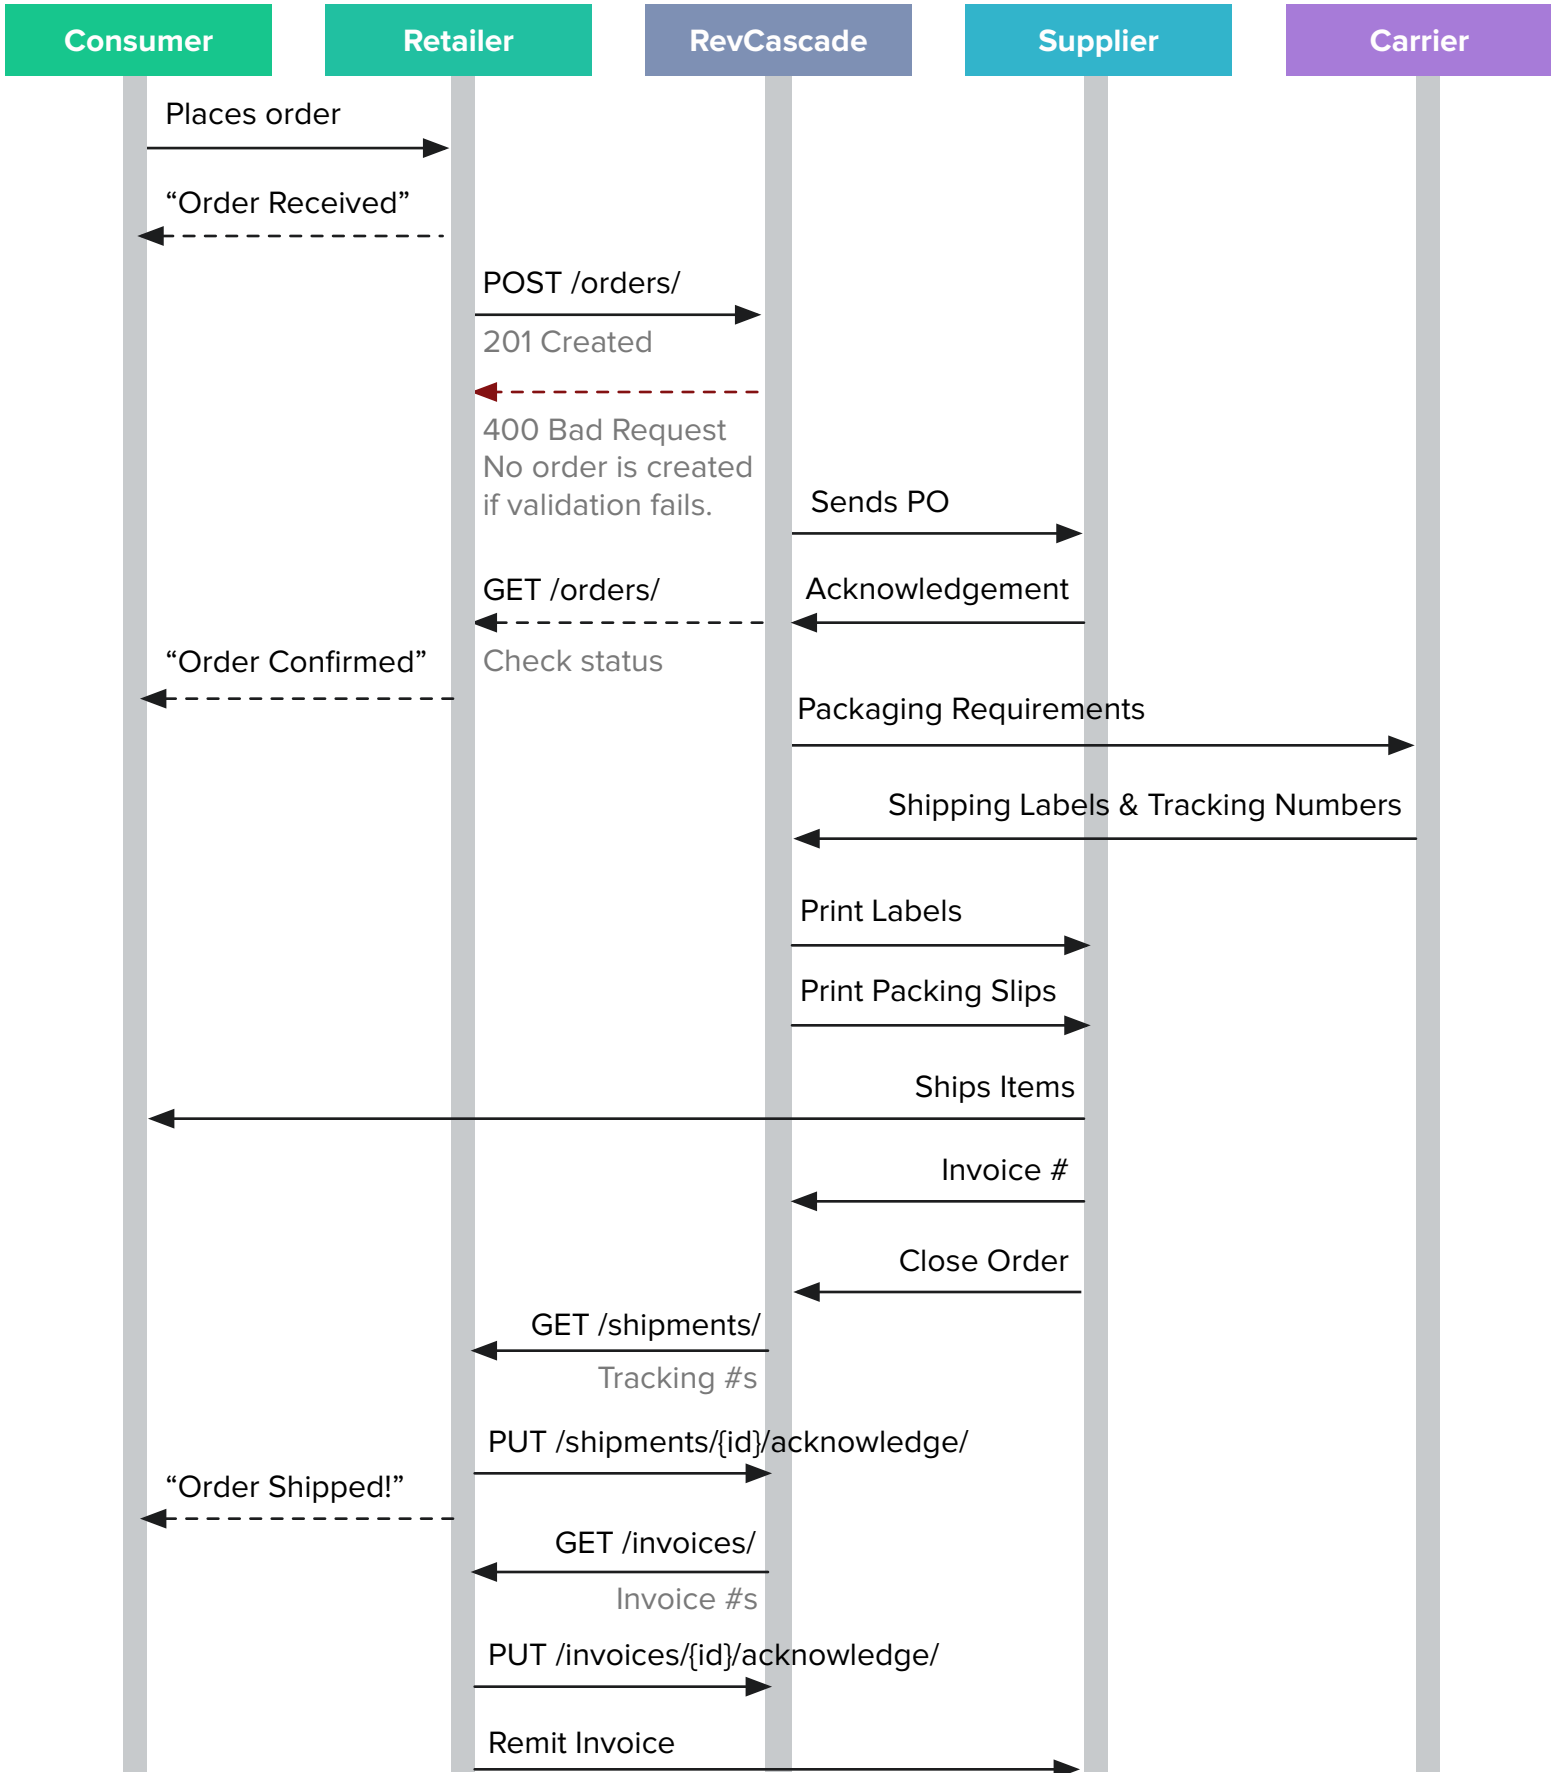 Consumer
Retailer
RevCascade
Supplier
Carrier
Places order
“Order Received”
POST /orders/
201 Created
400 Bad Request
No order is created
if validation fails.
Sends PO
GET /orders/
Acknowledgement
“Order Confirmed”
Check status
Packaging Requirements
Shipping Labels & Tracking Numbers
Print Labels
Print Packing Slips
Ships Items
Invoice #
Close Order
GET /shipments/
Tracking #s
PUT /shipments/{id}/acknowledge/
“Order Shipped!”
GET /invoices/
Invoice #s
PUT /invoices/{id}/acknowledge/
Remit Invoice